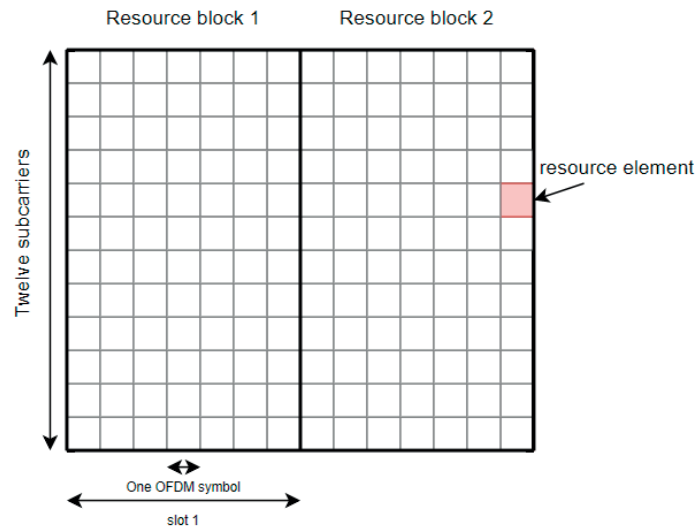 Resource block 1
Resource block 2
resource element
Twelve subcarriers
One OFDM symbol
slot 1